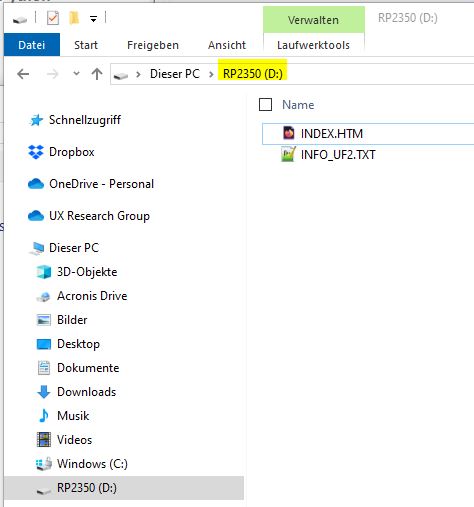 Verwalten
RP2350 (D:)
Datei
Start
Freigeben
Ansicht
Laufwerktools
Dieser PC
RP2350 (D:)
Name
Schnellzugriff
Dropbox
OneDrive - Personal
UX Research Group
Dieser PC
3D-Objekte
Acronis Drive
Bilder
Desktop
Dokumente
Downloads
Musik
Videos
Windows (C:)
RP2350 (D:)
INDEX.HTM
INFO_UF2.TXT